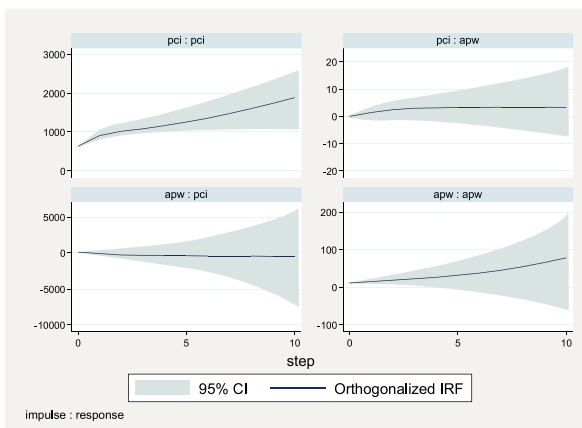 pci : pci
pci : apw
3000
2000
1000
0
20
10
0
-10
-20
apw : pci
apw : apw
5000
0
-5000
-10000
200
100
0
-100
0
5
10
0
5
10
step
95% CI
Orthogonalized IRF
impulse : response